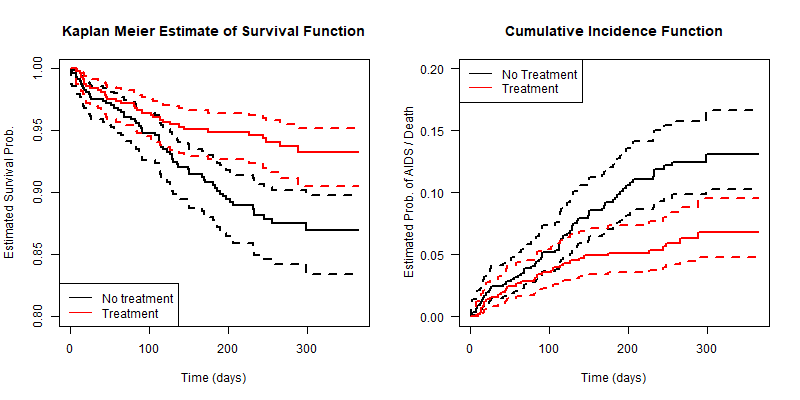 Kaplan Meier Estimate of Survival Function
Estimated Survival Prob.
1.00
0.95
0.90
0.85
0.80
No treatment
Treatment
0
100
200
300
Time (days)
Cumulative Incidence Function
Estimated Prob. of AIDS / Death
0.20
0.15
0.10
0.05
0.00
No Treatment
Treatment
0
100
200
300
Time (days)